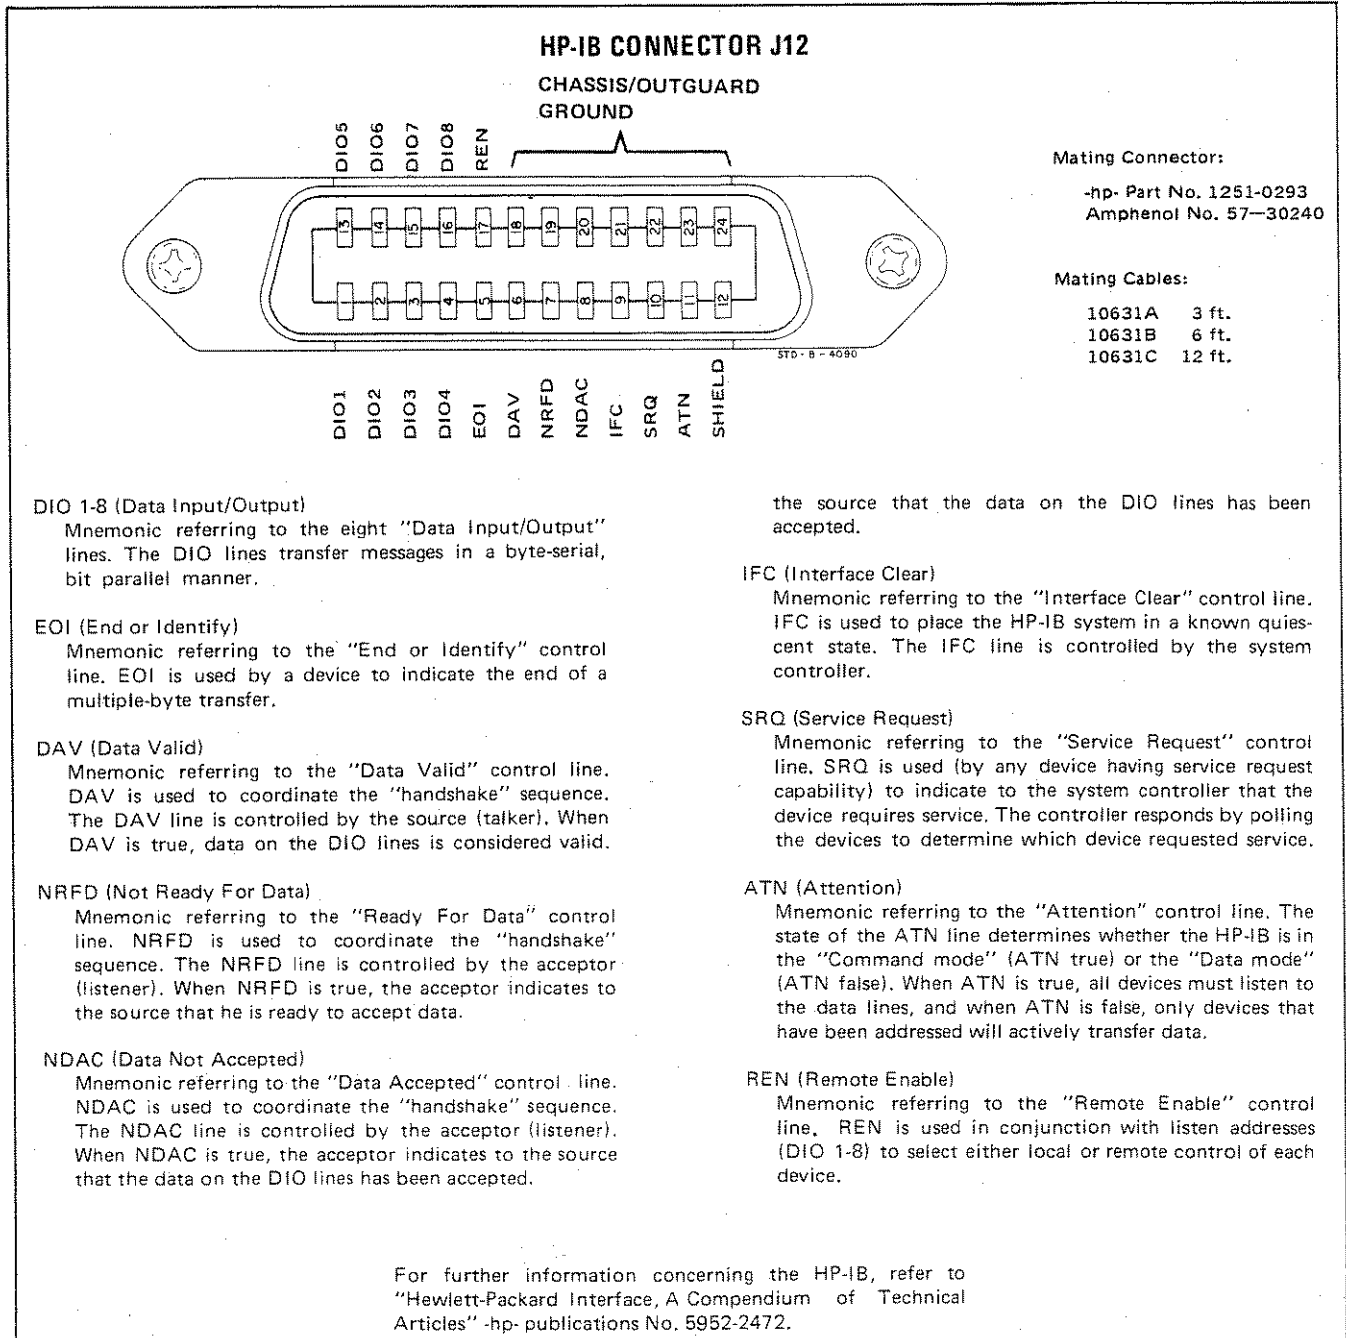 HP-IB CONNECTOR J12
CHASSIS/OUTGUARD
GROUND
DIO5
DIO6
DIO7
DIO8
REN
13
14
15
16
17
18
19
20
21
22
23
24
1
2
3
4
5
6
7
8
9
10
11
12
STD-B-4090
DIO1
DIO2
DIO3
DIO4
EOI
DAV
NRFD
NDAC
IFC
SRQ
ATN
SHIELD
Mating Connector:
-hp- Part No. 1251-0293
Amphenol No. 57-30240
Mating Cables:
10631A 3 ft.
10631B 6 ft.
10631C 12 ft.
DIO 1-8 (Data Input/Output)
Mnemonic referring to the eight "Data Input/Output"
lines. The DIO lines transfer messages in a byte-serial,
bit parallel manner.
EOI (End or Identify)
Mnemonic referring to the "End or Identify" control
line. EOI is used by a device to indicate the end of a
multiple-byte transfer.
DAV (Data Valid)
Mnemonic referring to the "Data Valid" control line.
DAV is used to coordinate the "handshake" sequence.
The DAV line is controlled by the source (talker). When
DAV is true, data on the DIO lines is considered valid.
NRFD (Not Ready For Data)
Mnemonic referring to the "Ready For Data" control
line. NRFD is used to coordinate the "handshake"
sequence. The NRFD line is controlled by the acceptor
(listener). When NRFD is true, the acceptor indicates to
the source that he is ready to accept data.
NDAC (Data Not Accepted)
Mnemonic referring to the "Data Accepted" control line.
NDAC is used to coordinate the "handshake" sequence.
The NDAC line is controlled by the acceptor (listener).
When NDAC is true, the acceptor indicates to the source
that the data on the DIO lines has been accepted.
the source that the data on the DIO lines has been
accepted.
IFC (Interface Clear)
Mnemonic referring to the "Interface Clear" control line.
IFC is used to place the HP-IB system in a known quies-
cent state. The IFC line is controlled by the system
controller.
SRQ (Service Request)
Mnemonic referring to the "Service Request" control
line. SRQ is used (by any device having service request
capability) to indicate to the system controller that the
device requires service. The controller responds by polling
the devices to determine which device requested service.
ATN (Attention)
Mnemonic referring to the "Attention" control line. The
state of the ATN line determines whether the HP-IB is in
the "Command mode" (ATN true) or the "Data mode"
(ATN false). When ATN is true, all devices must listen to
the data lines, and when ATN is false, only devices that
have been addressed will actively transfer data.
REN (Remote Enable)
Mnemonic referring to the "Remote Enable" control
line. REN is used in conjunction with listen addresses
(DIO 1-8) to select either local or remote control of each
device.
For further information concerning the HP-IB, refer to
"Hewlett-Packard Interface, A Compendium of Technical
Articles" -hp- publications No. 5952-2472.